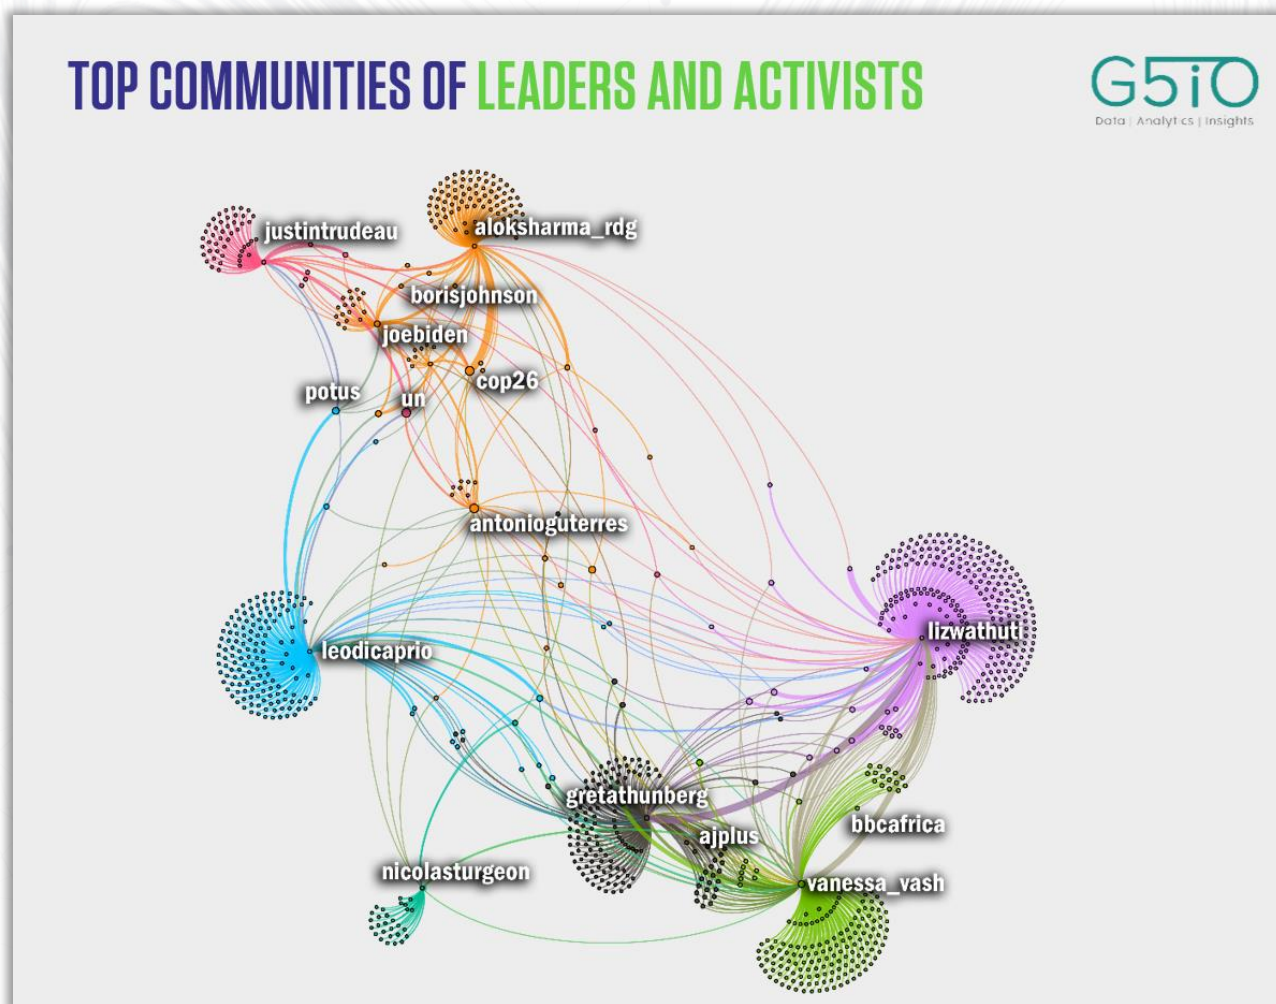 TOP COMMUNITIES OF LEADERS AND ACTIVISTS
G5iO
Data | Analytics | Insights
justintrudeau
aloksharma_rdg
borisjohnson
joebiden
cop26
potus
un
antonioguterres
lizwathuti
leodicaprio
gretathunberg
ajplus
bbcafrica
nicolasturgeon
vanessa_vash